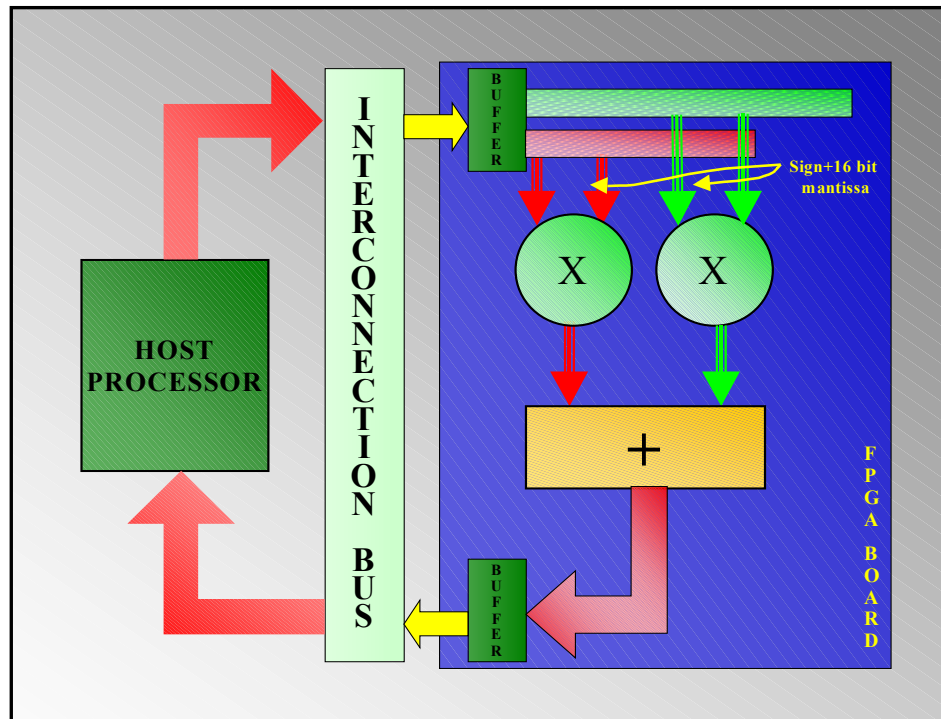 HOST
PROCESSOR
INTERCONNECTION BUS
BUFFER
Sign+16 bit
mantissa
X
X
+
BUFFER
FPGA BOARD